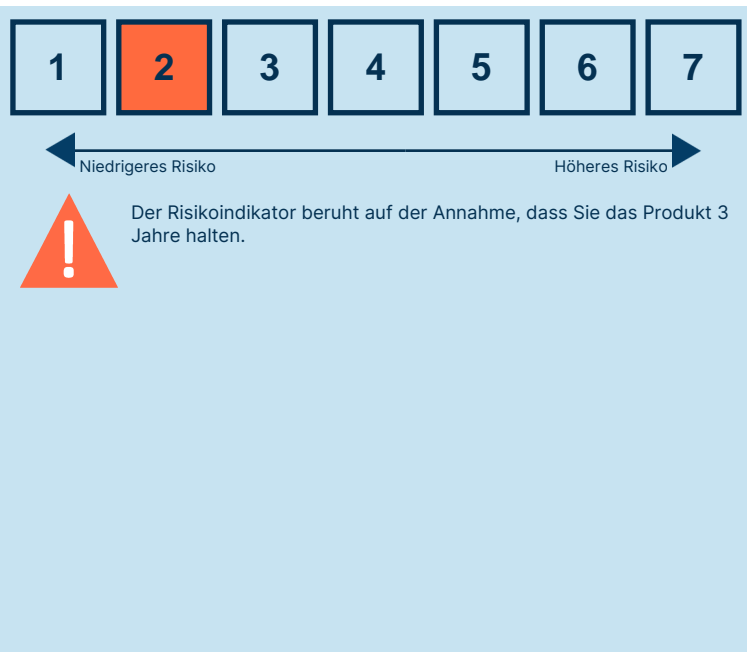 1 2 3 4 5 6 7
Niedrigeres Risiko Höheres Risiko
!
Der Risikoindikator beruht auf der Annahme, dass Sie das Produkt 3
Jahre halten.